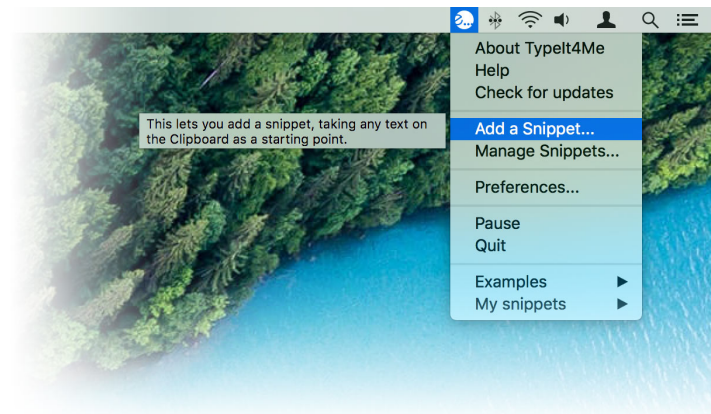 About TypeIt4Me
Help
Check for updates
This lets you add a snippet, taking any text on
the Clipboard as a starting point.
Add a Snippet...
Manage Snippets...
Preferences...
Pause
Quit
Examples
My snippets